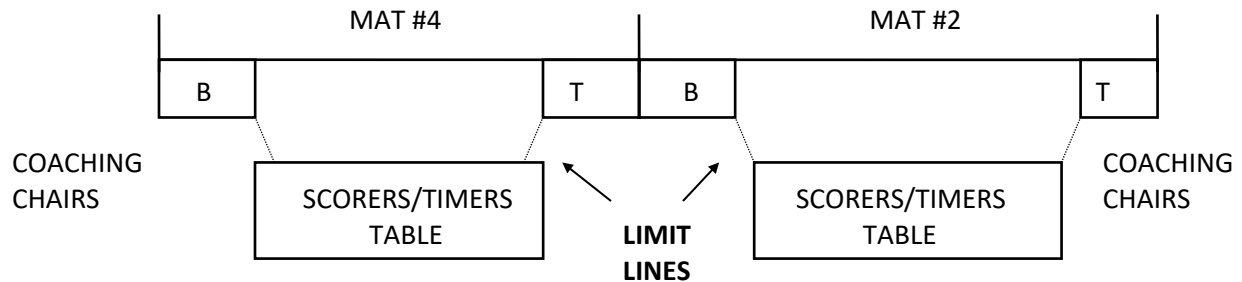 MAT #4
MAT #2
B
T
B
T
COACHING
CHAIRS
SCORERS/TIMERS
TABLE
LIMIT
LINES
SCORERS/TIMERS
TABLE
COACHING
CHAIRS